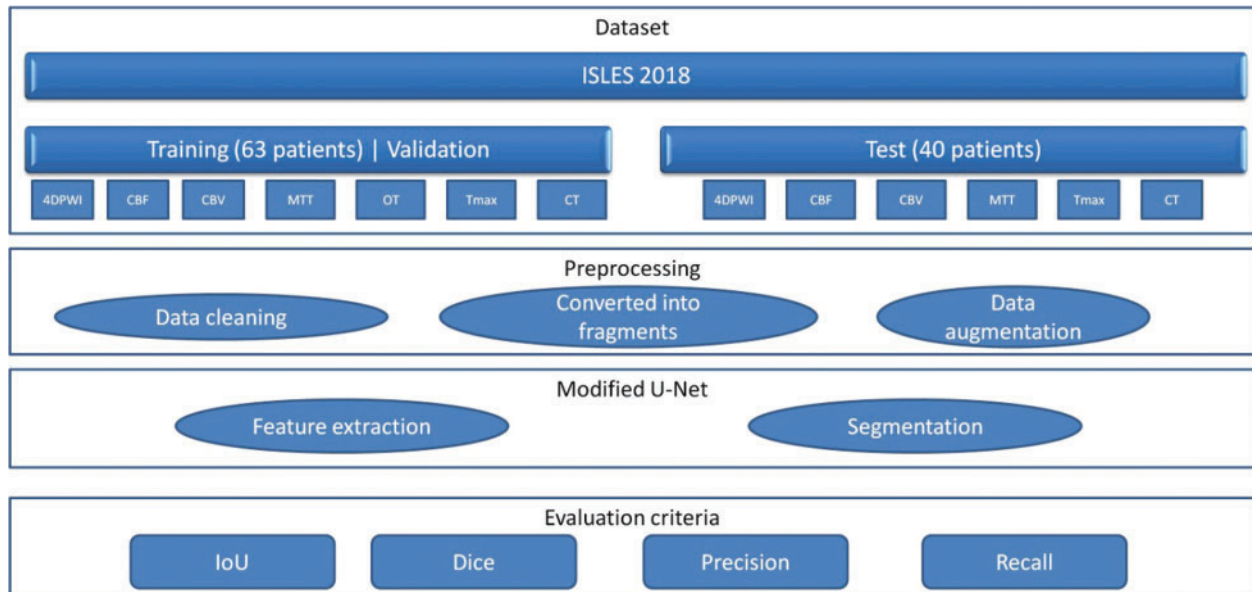 Dataset
ISLES 2018
Training (63 patients) | Validation
Test (40 patients)
4DPWI CBF CBV MTT OT Tmax CT
4DPWI CBF CBV MTT Tmax CT
Preprocessing
Data cleaning
Converted into
fragments
Data
augmentation
Modified U-Net
Feature extraction
Segmentation
Evaluation criteria
IoU
Dice
Precision
Recall